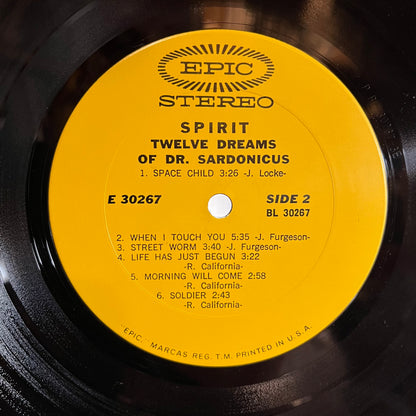 EPIC
STEREO
SPIRIT
TWELVE DREAMS
OF DR. SARDONICUS
1. SPACE CHILD 3:26 -J. Locke-
E 30267
SIDE 2
BL 30267
2. WHEN I TOUCH YOU 5:35 -J. Furgeson-
3. STREET WORM 3:40 -J. Furgeson-
4. LIFE HAS JUST BEGUN 3:22
-R. California-
5. MORNING WILL COME 2:58
-R. California-
6. SOLDIER 2:43
-R. California-
"EPIC," MARCAS REG. T.M. PRINTED IN U.S.A.